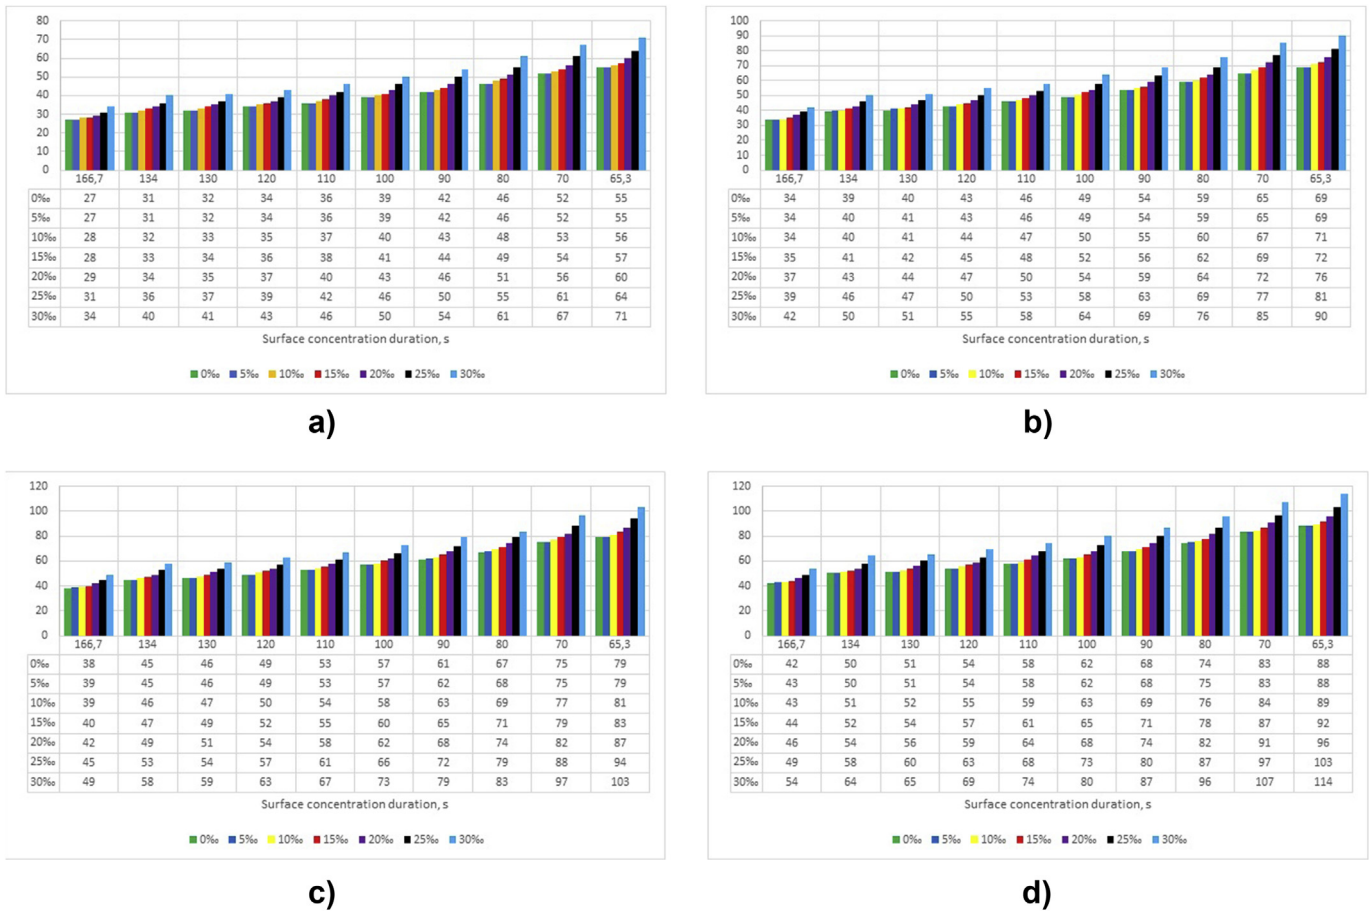 80
70
60
50
40
30
20
10
0
166,7 134 130 120 110 100 90 80 70 65,3
0‰ 27 31 32 34 36 39 42 46 52 55
5‰ 27 31 32 34 36 39 42 46 52 55
10‰ 28 32 33 35 37 40 43 48 53 56
15‰ 28 33 34 36 38 41 44 49 54 57
20‰ 29 34 35 37 40 43 46 51 56 60
25‰ 31 36 37 39 42 46 50 55 61 64
30‰ 34 40 41 43 46 50 54 61 67 71
Surface concentration duration, s
0‰ 5‰ 10‰ 15‰ 20‰ 25‰ 30‰
a)
100
90
80
70
60
50
40
30
20
10
0
166,7 134 130 120 110 100 90 80 70 65,3
0‰ 34 39 40 43 46 49 54 59 65 69
5‰ 34 40 41 43 46 49 54 59 65 69
10‰ 34 40 41 44 47 50 55 60 67 71
15‰ 35 41 42 45 48 52 56 62 69 72
20‰ 37 43 44 47 50 54 59 64 72 76
25‰ 39 46 47 50 53 58 63 69 77 81
30‰ 42 50 51 55 58 64 69 76 85 90
Surface concentration duration, s
0‰ 5‰ 10‰ 15‰ 20‰ 25‰ 30‰
b)
120
100
80
60
40
20
0
166,7 134 130 120 110 100 90 80 70 65,3
0‰ 38 45 46 49 53 57 61 67 75 79
5‰ 39 45 46 49 53 57 62 68 75 79
10‰ 39 46 47 50 54 58 63 69 77 81
15‰ 40 47 49 52 55 60 65 71 79 83
20‰ 42 49 51 54 58 62 68 74 82 87
25‰ 45 53 54 57 61 66 72 79 88 94
30‰ 49 58 59 63 67 73 79 83 97 103
Surface concentration duration, s
0‰ 5‰ 10‰ 15‰ 20‰ 25‰ 30‰
c)
120
100
80
60
40
20
0
166,7 134 130 120 110 100 90 80 70 65,3
0‰ 42 50 51 54 58 62 68 74 83 88
5‰ 43 50 51 54 58 62 68 75 83 88
10‰ 43 51 52 55 59 63 69 76 84 89
15‰ 44 52 54 57 61 65 71 78 87 92
20‰ 46 54 56 59 64 68 74 82 91 96
25‰ 49 58 60 63 68 73 80 87 97 103
30‰ 54 64 65 69 74 80 87 96 107 114
Surface concentration duration, s
0‰ 5‰ 10‰ 15‰ 20‰ 25‰ 30‰
d)